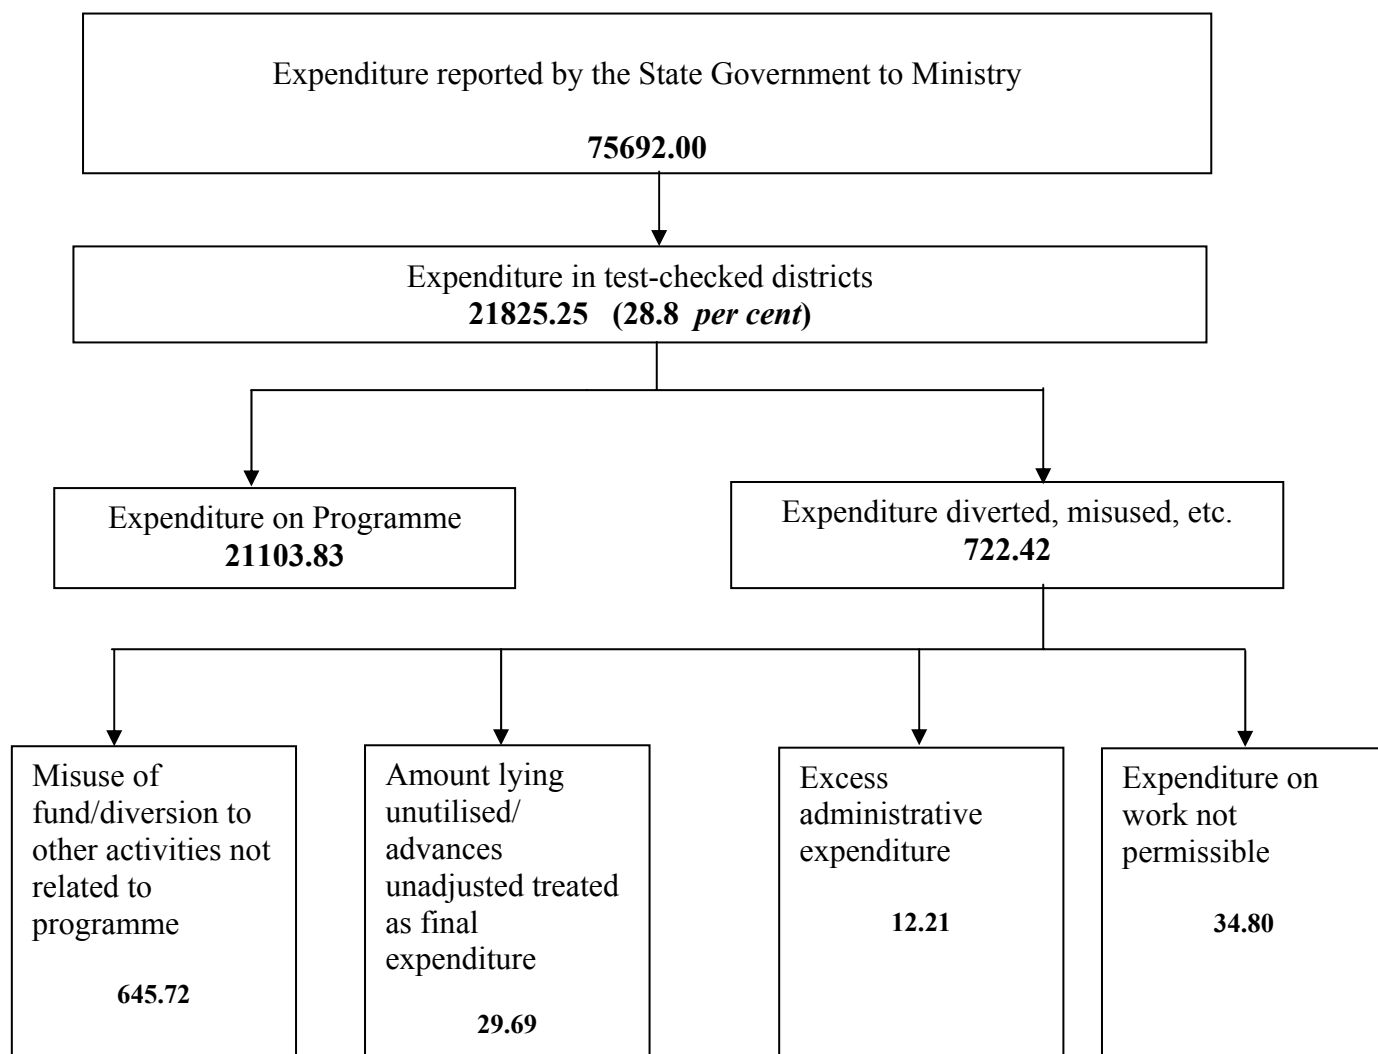 Expenditure reported by the State Government to Ministry
75692.00
Expenditure in test-checked districts
21825.25 (28.8 per cent)
Expenditure on Programme
21103.83
Expenditure diverted, misused, etc.
722.42
Misuse of
fund/diversion to
other activities not
related to
programme
645.72
Amount lying
unutilised/
advances
unadjusted treated
as final
expenditure
29.69
Excess
administrative
expenditure
12.21
Expenditure on
work not
permissible
34.80